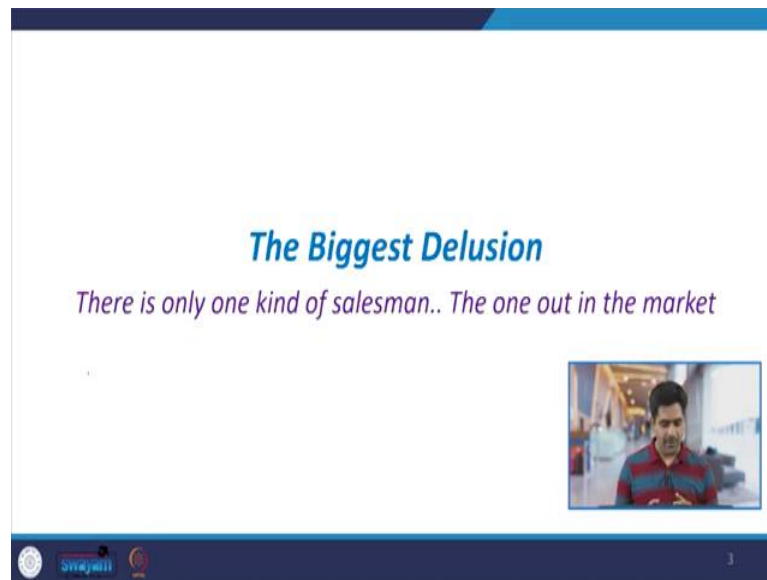 The Biggest Delusion
There is only one kind of salesman.. The one out in the market
swayam
3